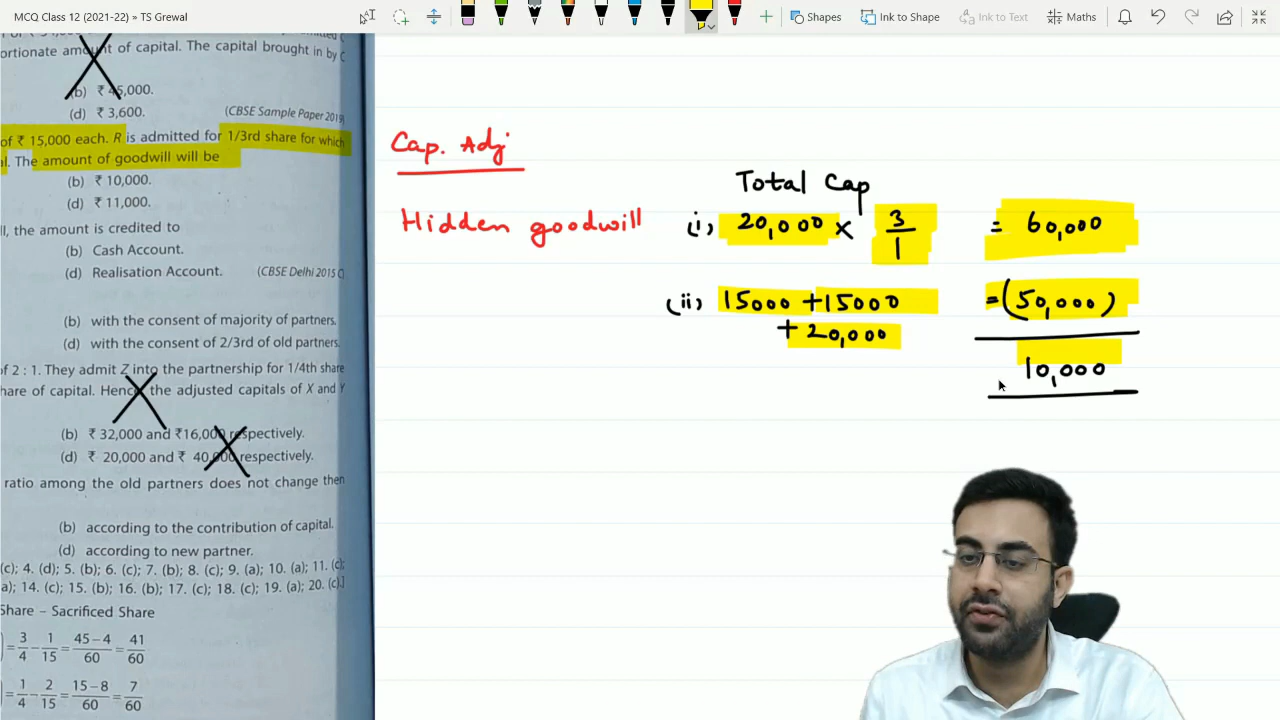 MCQ Class 12 (2021-22) » TS Grewal
Shapes
Ink to Shape
Ink to Text
Maths
ortionate amount of capital. The capital brought in by C
(b) ₹ 45,000.
(d) ₹ 3,600.
(CBSE Sample Paper 2019
of ₹ 15,000 each. R is admitted for 1/3rd share for which
al. The amount of goodwill will be
(b) ₹ 10,000.
(d) ₹ 11,000.
ll, the amount is credited to
(b) Cash Account.
(d) Realisation Account.
(CBSE Delhi 2015 C
(b) with the consent of majority of partners.
(d) with the consent of 2/3rd of old partners.
of 2 : 1. They admit Z into the partnership for 1/4th share
hare of capital. Hence the adjusted capitals of X and Y
(b) ₹ 32,000 and ₹16,000 respectively.
(d) ₹ 20,000 and ₹ 40,000 respectively.
ratio among the old partners does not change then
(b) according to the contribution of capital.
(d) according to new partner.
(c); 4. (d); 5. (b); 6. (c); 7. (b); 8. (c); 9. (a); 10. (a); 11. (c);
a); 14. (c); 15. (b); 16. (b); 17. (c); 18. (c); 19. (a); 20. (c).]
Share – Sacrificed Share
) = 3/4 – 1/15 = 45 – 4/60 = 41/60
) = 1/4 – 2/15 = 15 – 8/60 = 7/60
Cap. Adj
Hidden goodwill
Total Cap
(i) 20,000 × 3/1 = 60,000
(ii) 15000 + 15000 = (50,000)
+ 20,000
10,000